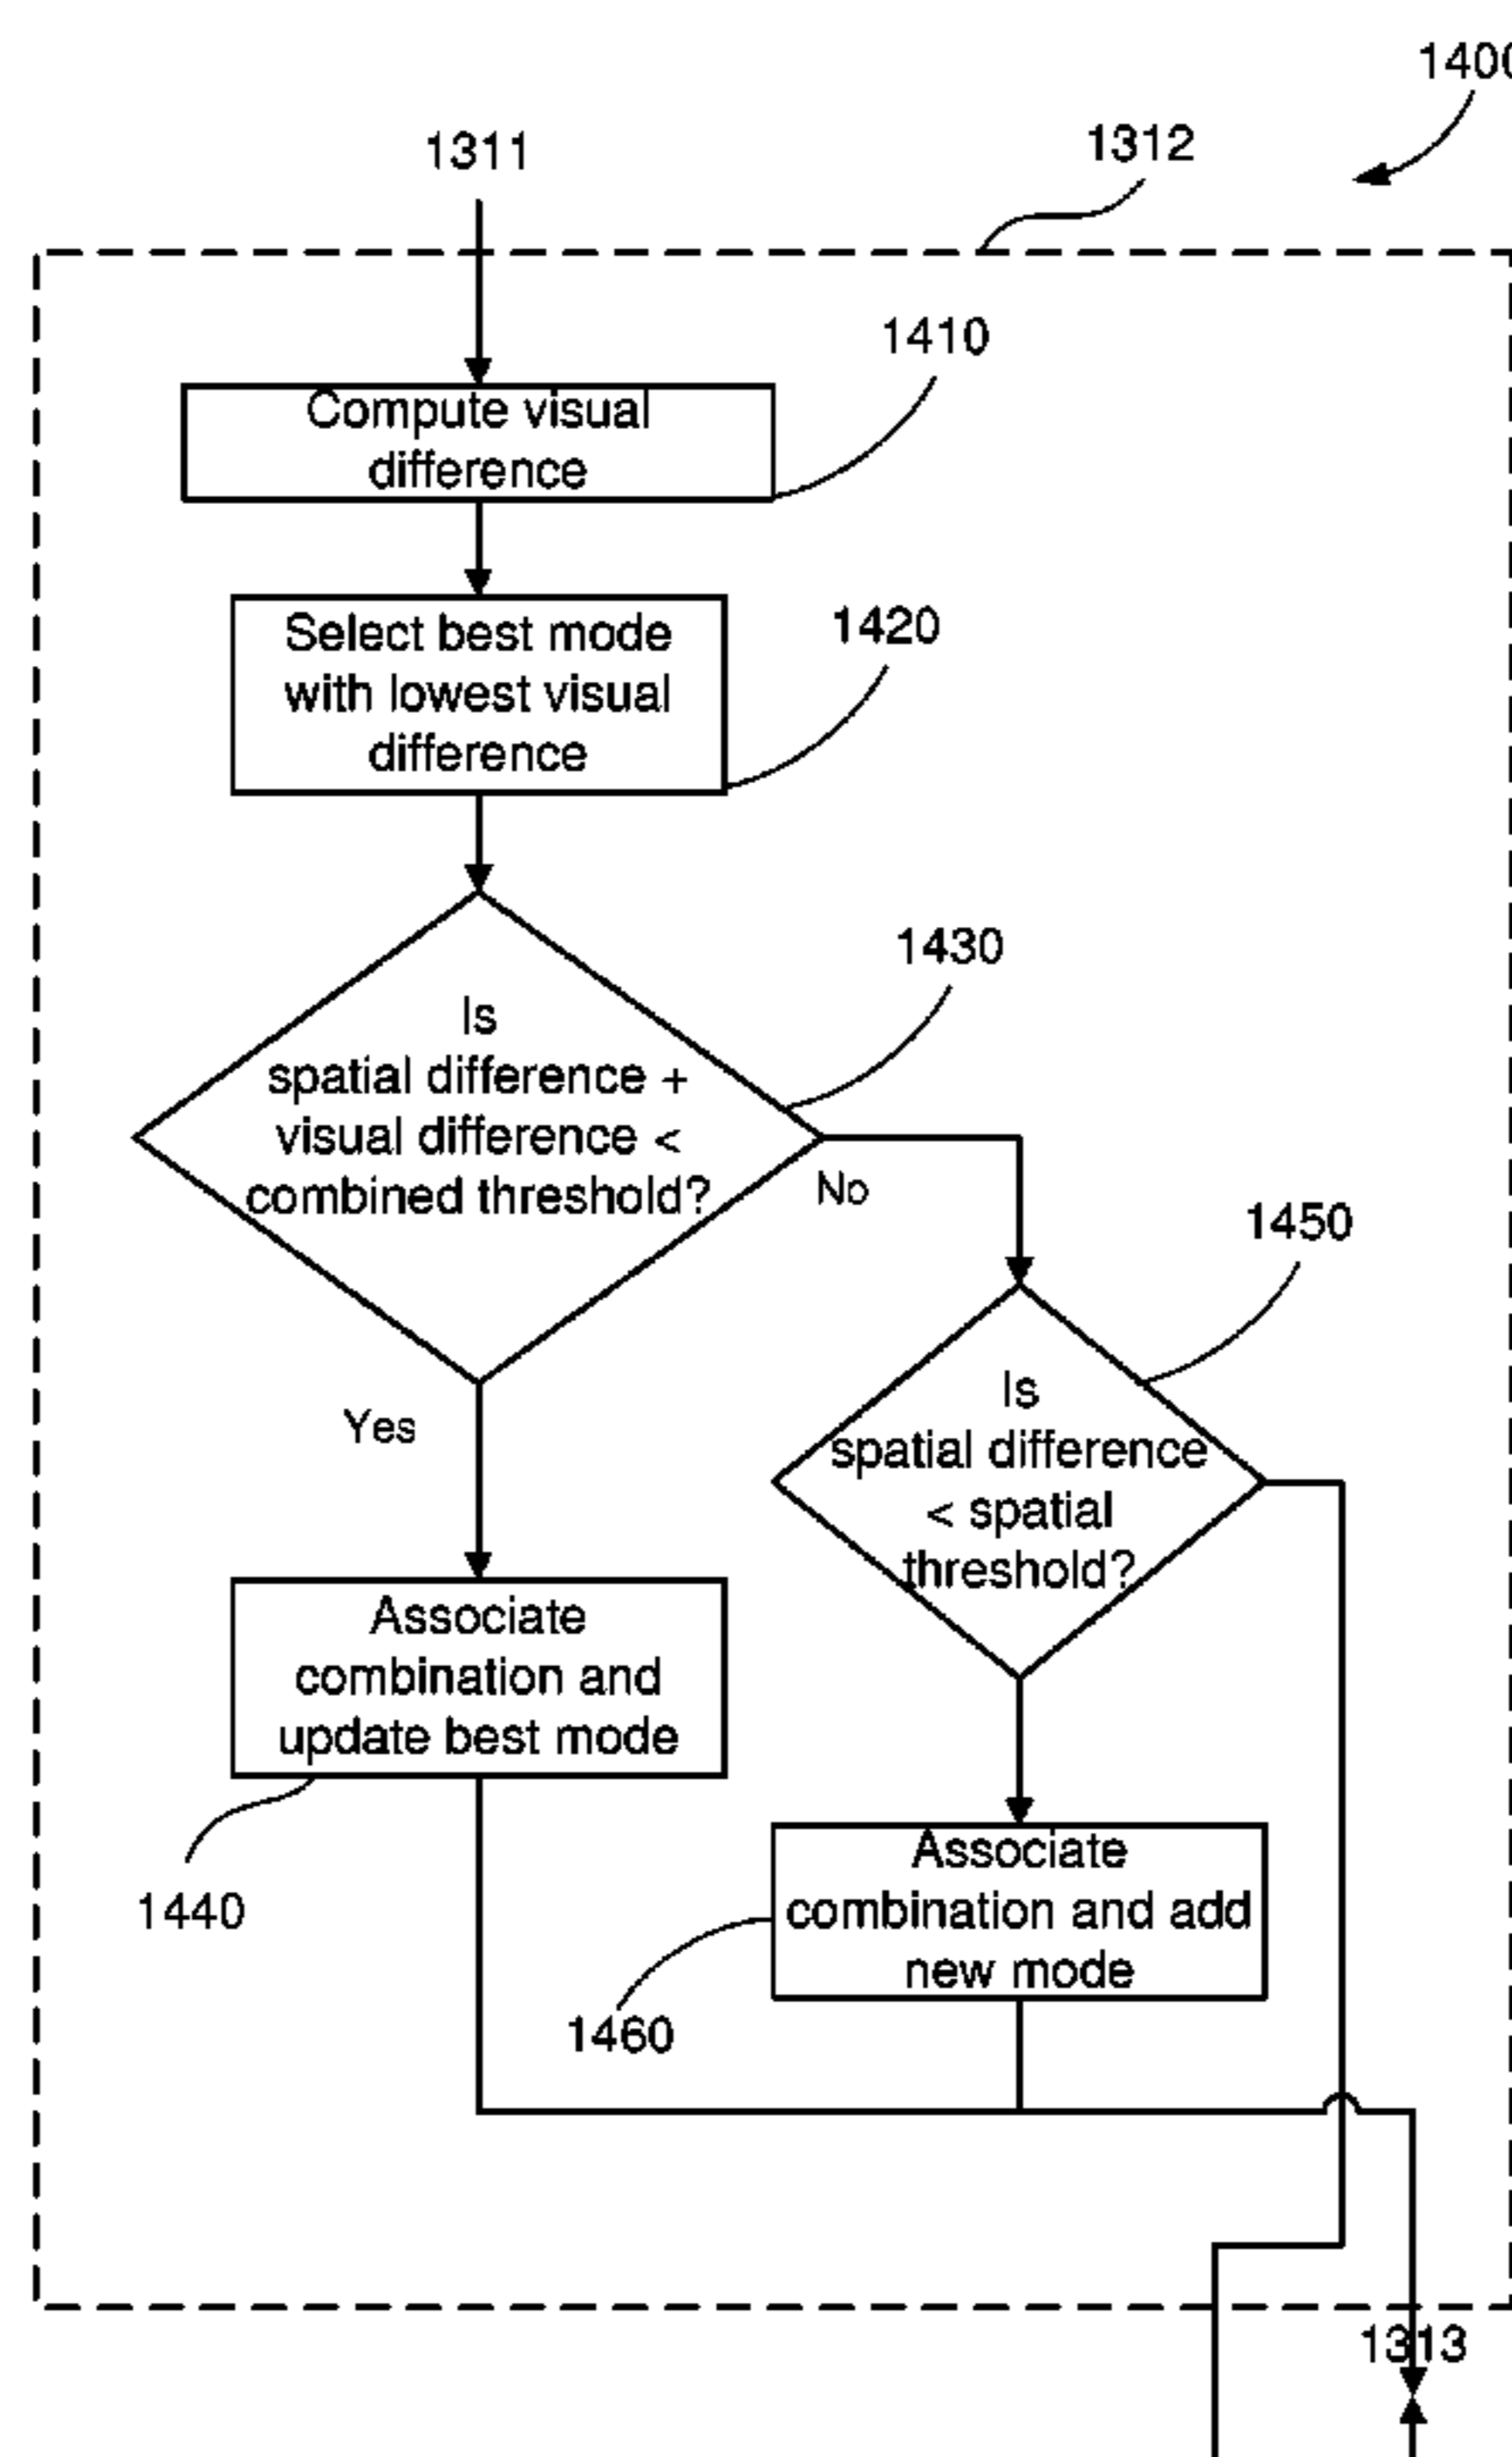 1400
1311
1312
1410
Compute visual
difference
1420
Select best mode
with lowest visual
difference
1430
Is
spatial difference +
visual difference <
combined threshold?
No
1450
Yes
Is
spatial difference
< spatial
threshold?
Associate
combination and
update best mode
1440
Associate
combination and add
new mode
1460
1313